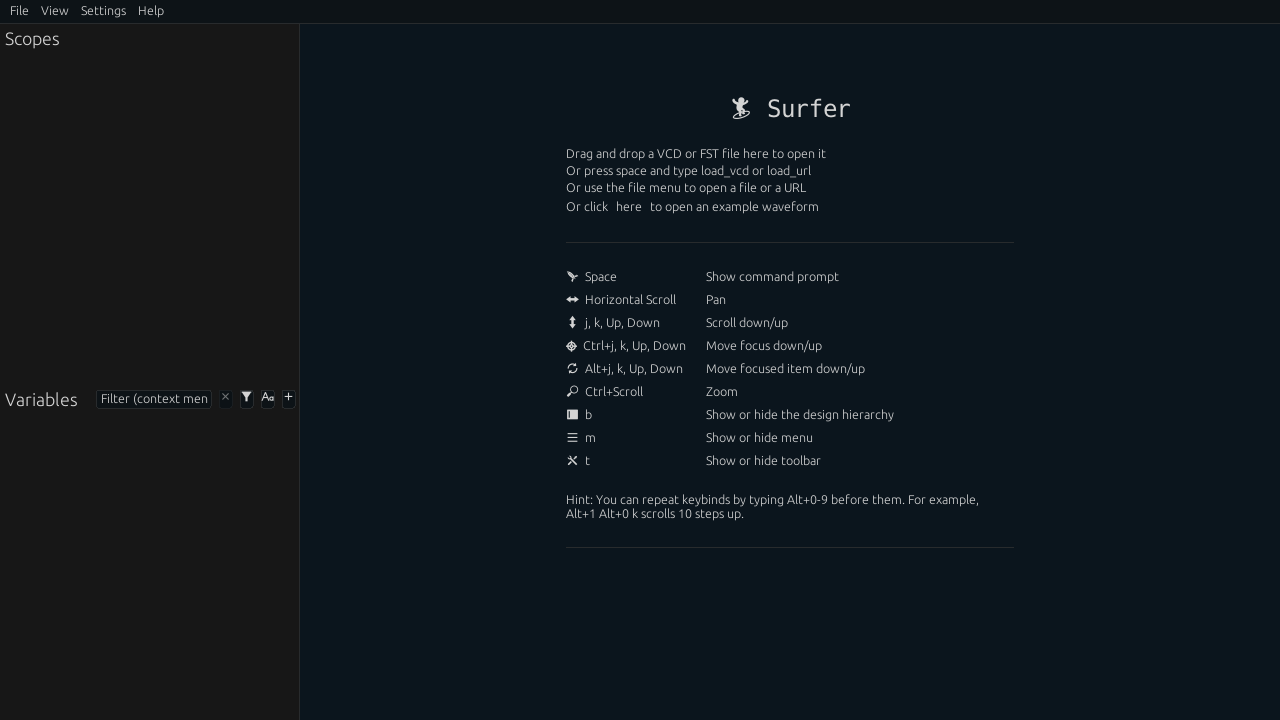 File View Settings Help
Scopes
Surfer
Drag and drop a VCD or FST file here to open it
Or press space and type load_vcd or load_url
Or use the file menu to open a file or a URL
Or click here to open an example waveform
Space Show command prompt
Horizontal Scroll Pan
j, k, Up, Down Scroll down/up
Ctrl+j, k, Up, Down Move focus down/up
Alt+j, k, Up, Down Move focused item down/up
Ctrl+Scroll Zoom
b Show or hide the design hierarchy
m Show or hide menu
t Show or hide toolbar
Hint: You can repeat keybinds by typing Alt+0-9 before them. For example,
Alt+1 Alt+0 k scrolls 10 steps up.
Variables Filter (context men × Aa +